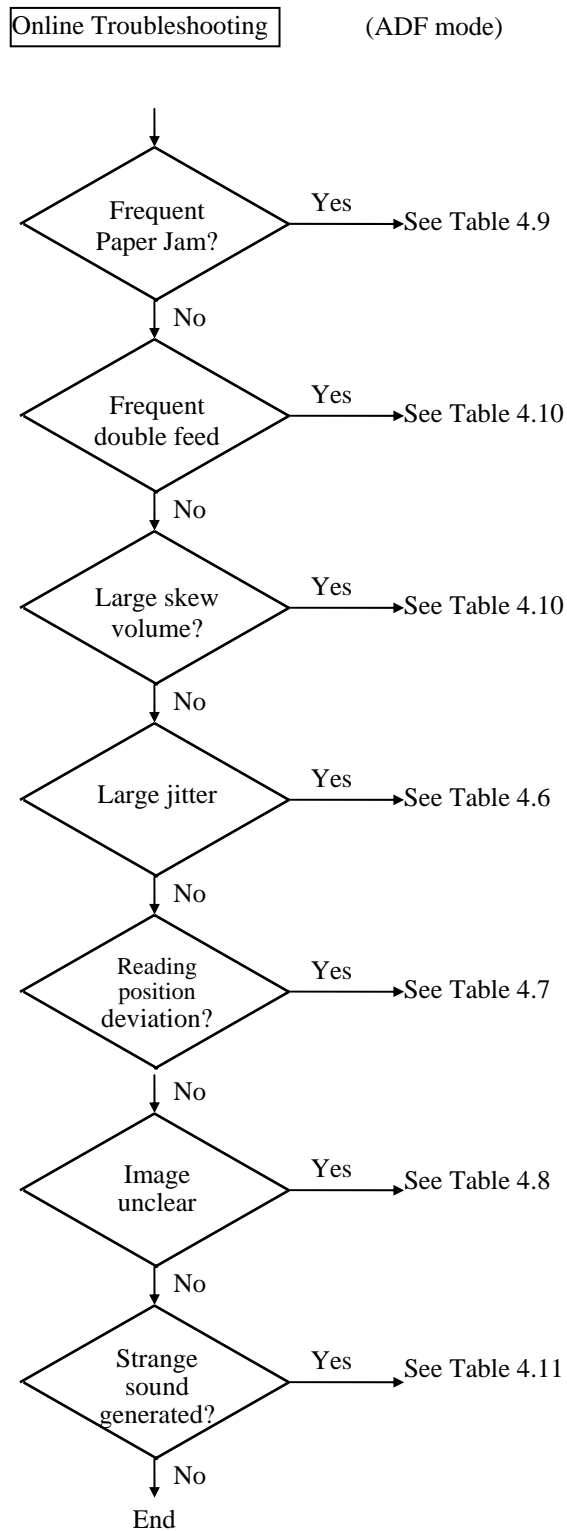 Online Troubleshooting (ADF mode)
Frequent
Paper Jam?
Yes
See Table 4.9
No
Frequent
double feed
Yes
See Table 4.10
No
Large skew
volume?
Yes
See Table 4.10
No
Large jitter
Yes
See Table 4.6
No
Reading
position
deviation?
Yes
See Table 4.7
No
Image
unclear
Yes
See Table 4.8
No
Strange
sound
generated?
Yes
See Table 4.11
No
End